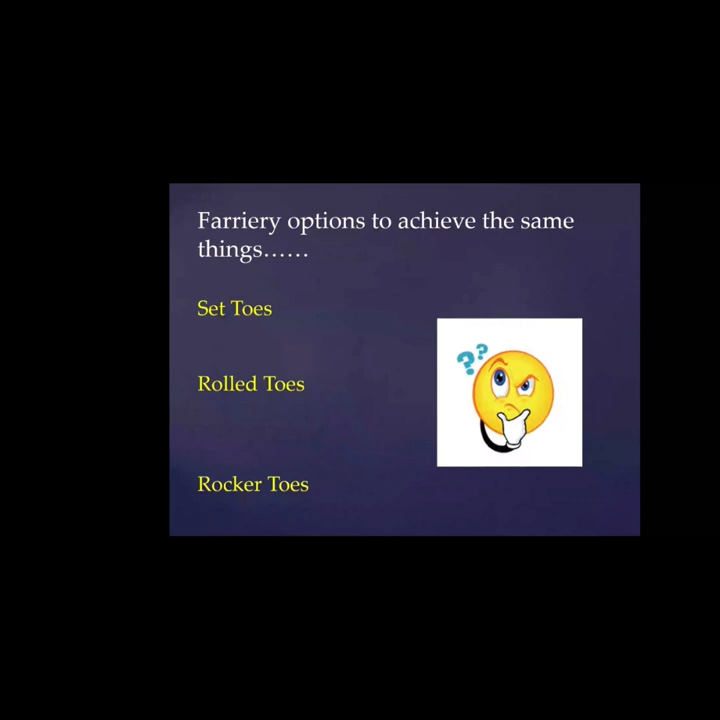 Farriery options to achieve the same
things......
Set Toes
??
Rolled Toes
Rocker Toes